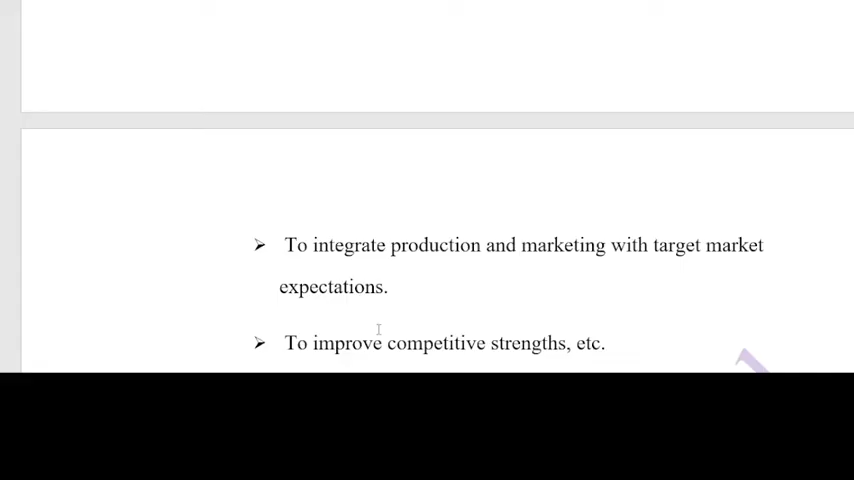 ➢ To integrate production and marketing with target market
expectations.
➢ To improve competitive strengths, etc.